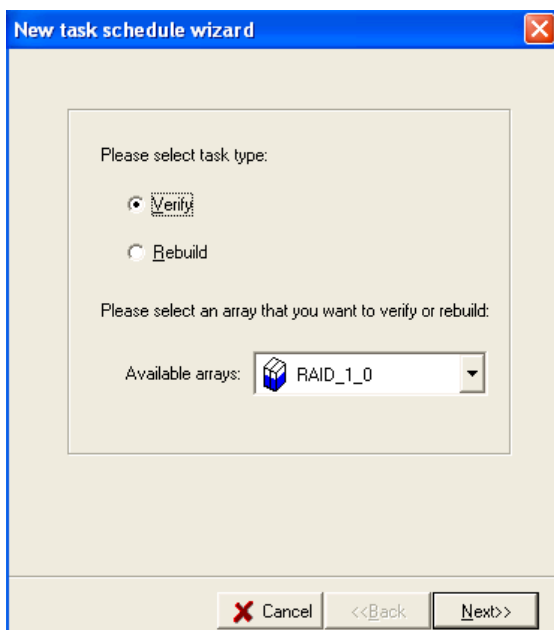 New task schedule wizard
Please select task type:
Verify
Rebuild
Please select an array that you want to verify or rebuild:
Available arrays: RAID_1_0
Cancel <<Back Next>>